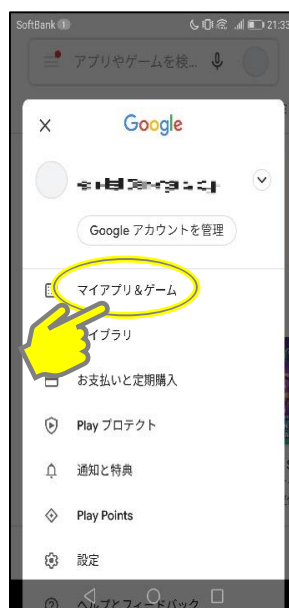 SoftBank 1 21:33
アプリやゲームを検...
Google
Google アカウントを管理
マイアプリ&ゲーム
イブラリ
お支払いと定期購入
Play プロテクト
通知と特典
Play Points
設定
ヘルプとフィードバック